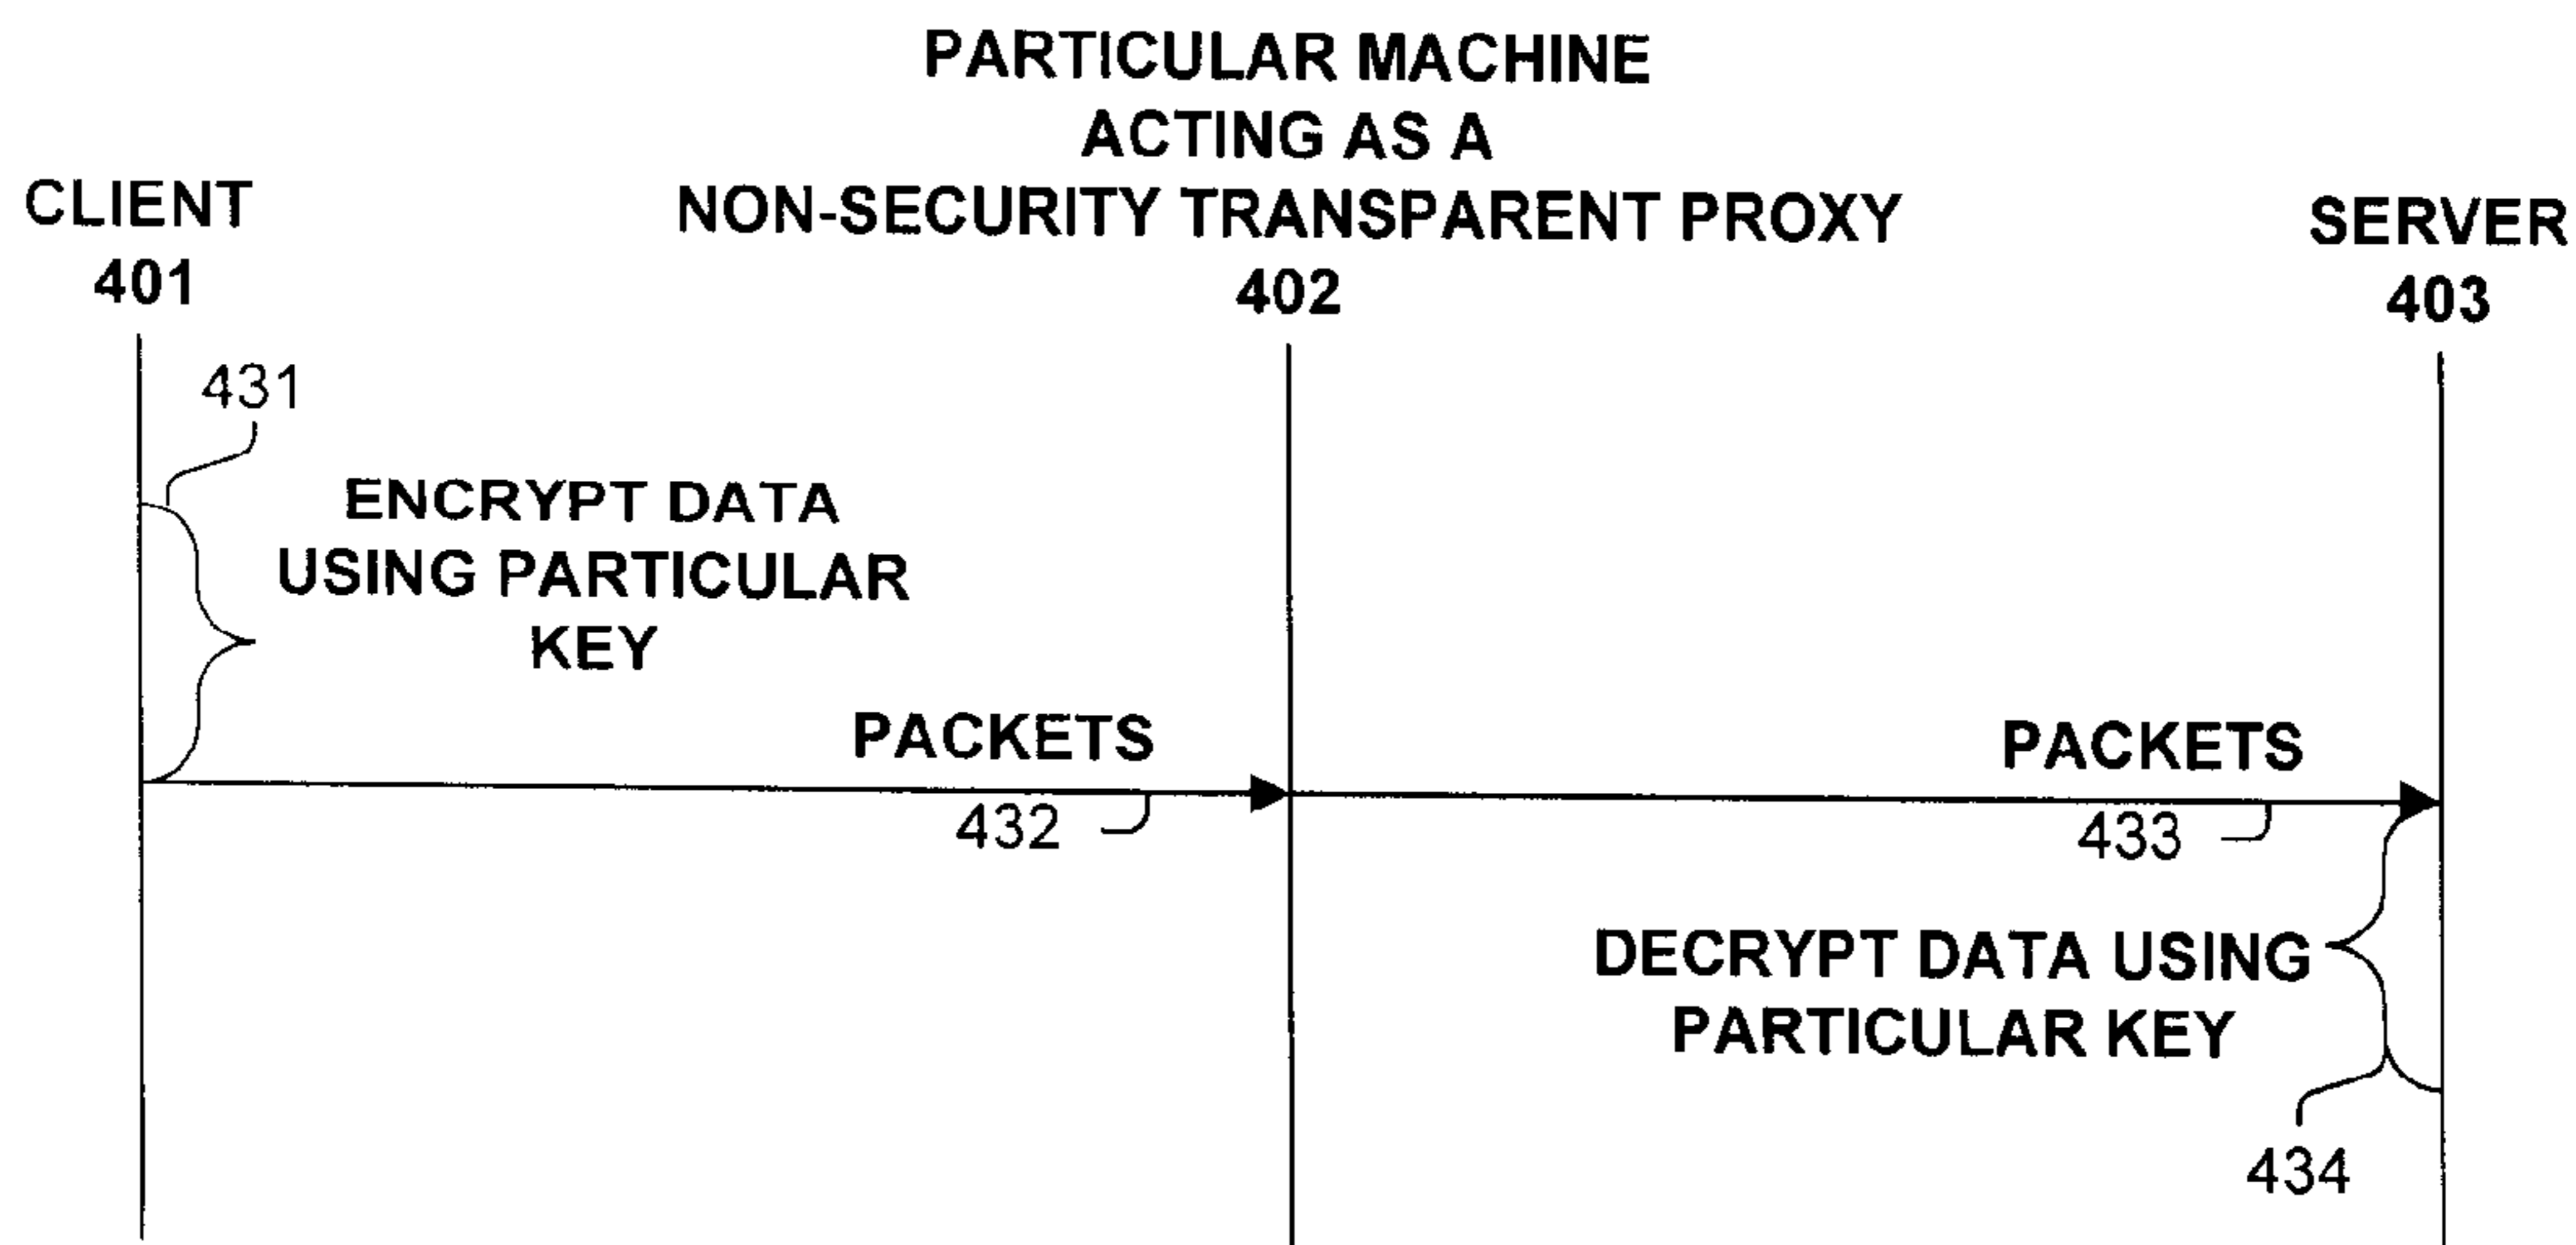 PARTICULAR MACHINE
ACTING AS A
NON-SECURITY TRANSPARENT PROXY
402
CLIENT
401
SERVER
403
431
ENCRYPT DATA
USING PARTICULAR
KEY
PACKETS
432
PACKETS
433
DECRYPT DATA USING
PARTICULAR KEY
434